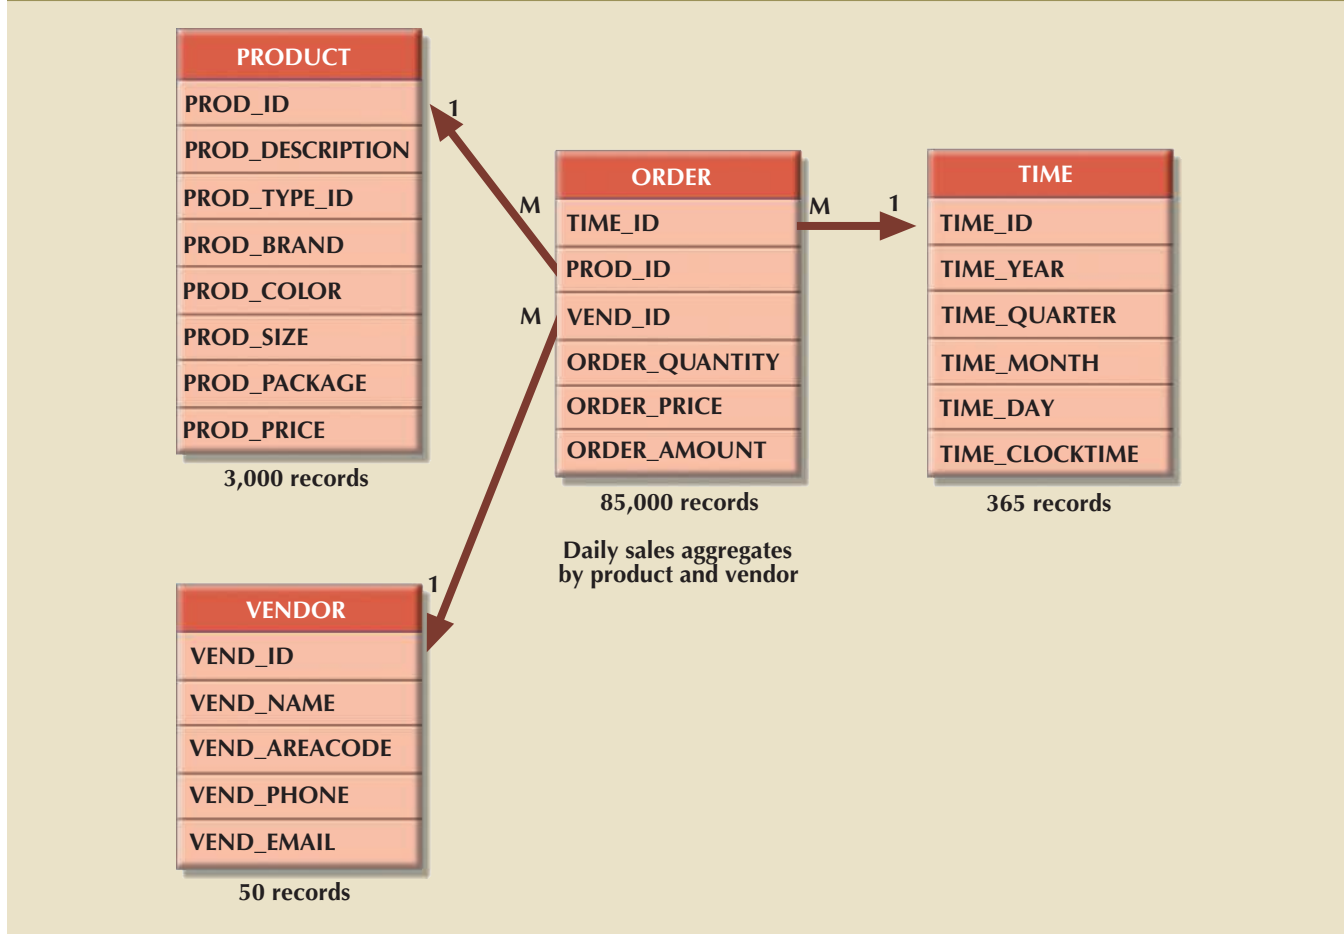 PRODUCT
PROD_ID
PROD_DESCRIPTION
PROD_TYPE_ID
PROD_BRAND
PROD_COLOR
PROD_SIZE
PROD_PACKAGE
PROD_PRICE
3,000 records
1
M
M
1
ORDER
TIME_ID
PROD_ID
VEND_ID
ORDER_QUANTITY
ORDER_PRICE
ORDER_AMOUNT
85,000 records
Daily sales aggregates
by product and vendor
M
1
TIME
TIME_ID
TIME_YEAR
TIME_QUARTER
TIME_MONTH
TIME_DAY
TIME_CLOCKTIME
365 records
VENDOR
VEND_ID
VEND_NAME
VEND_AREACODE
VEND_PHONE
VEND_EMAIL
50 records